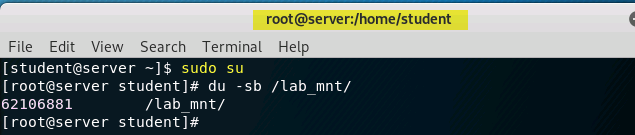 root@server:/home/student
File Edit View Search Terminal Help
[student@server ~]$ sudo su
[root@server student]# du -sb /lab_mnt/
62106881 /lab_mnt/
[root@server student]#